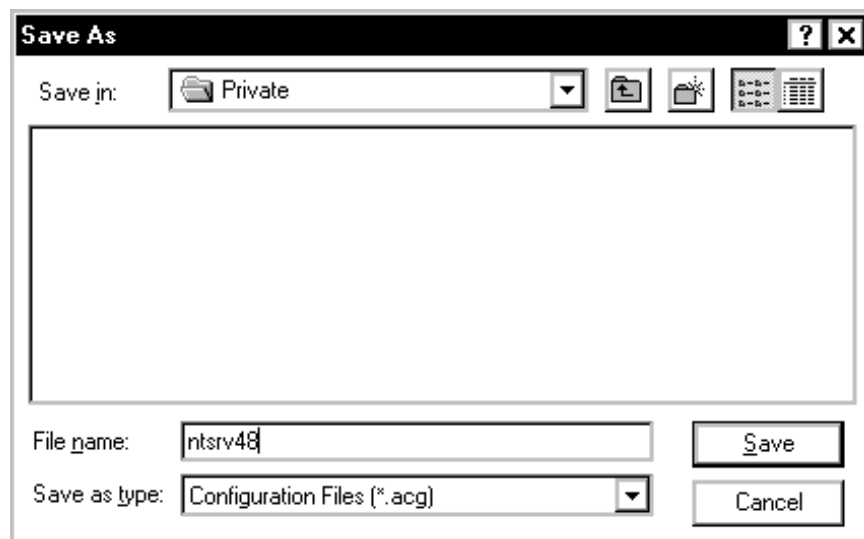 Save As
Save in: Private
File name: ntsrv48
Save
Save as type: Configuration Files (*.acg)
Cancel